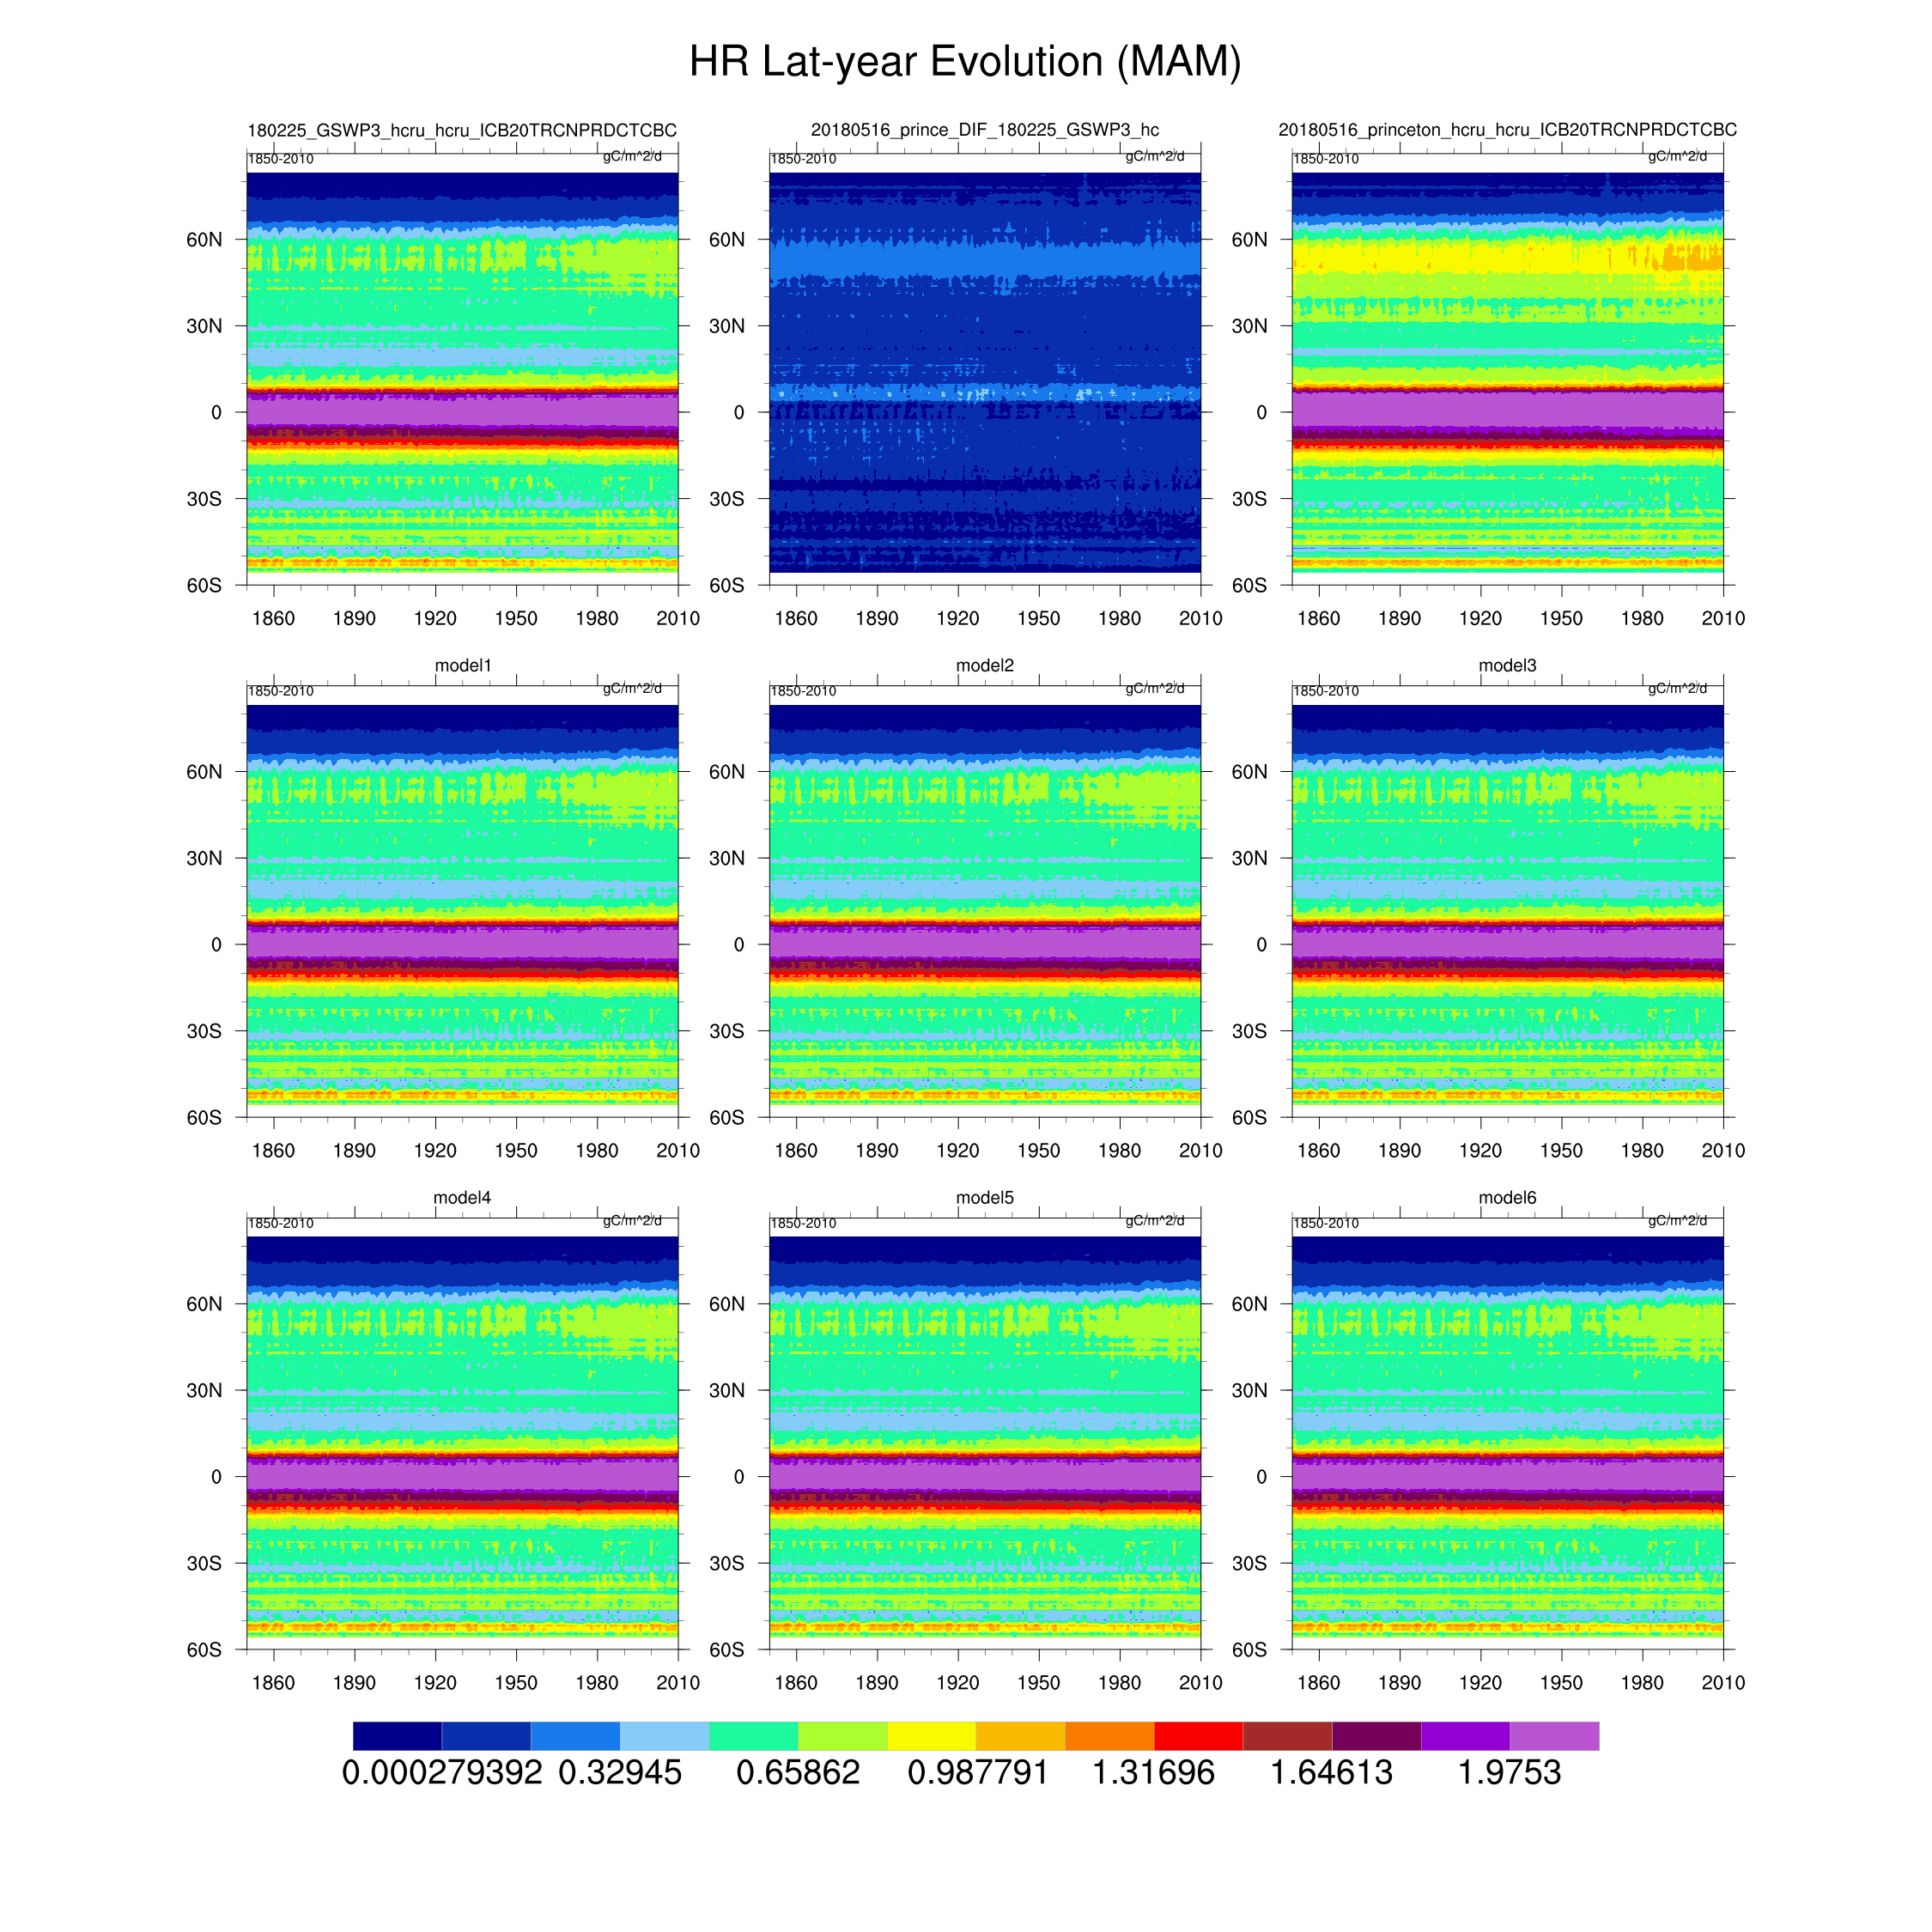 HR Lat-year Evolution (MAM)
180225_GSWP3_hcru_hcru_ICB20TRCNPRDCTCBC
20180516_prince_DIF_180225_GSWP3_hc
20180516_princeton_hcru_hcru_ICB20TRCNPRDCTCBC
1850-2010 gC/m^2/d
1850-2010 gC/m^2/d
1850-2010 gC/m^2/d
60N 60N 60N
30N 30N 30N
0 0 0
30S 30S 30S
60S 60S 60S
1860 1890 1920 1950 1980 2010
1860 1890 1920 1950 1980 2010
1860 1890 1920 1950 1980 2010
model1
model2
model3
1850-2010 gC/m^2/d
1850-2010 gC/m^2/d
1850-2010 gC/m^2/d
60N 60N 60N
30N 30N 30N
0 0 0
30S 30S 30S
60S 60S 60S
1860 1890 1920 1950 1980 2010
1860 1890 1920 1950 1980 2010
1860 1890 1920 1950 1980 2010
model4
model5
model6
1850-2010 gC/m^2/d
1850-2010 gC/m^2/d
1850-2010 gC/m^2/d
60N 60N 60N
30N 30N 30N
0 0 0
30S 30S 30S
60S 60S 60S
1860 1890 1920 1950 1980 2010
1860 1890 1920 1950 1980 2010
1860 1890 1920 1950 1980 2010
0.000279392 0.32945 0.65862 0.987791 1.31696 1.64613 1.9753